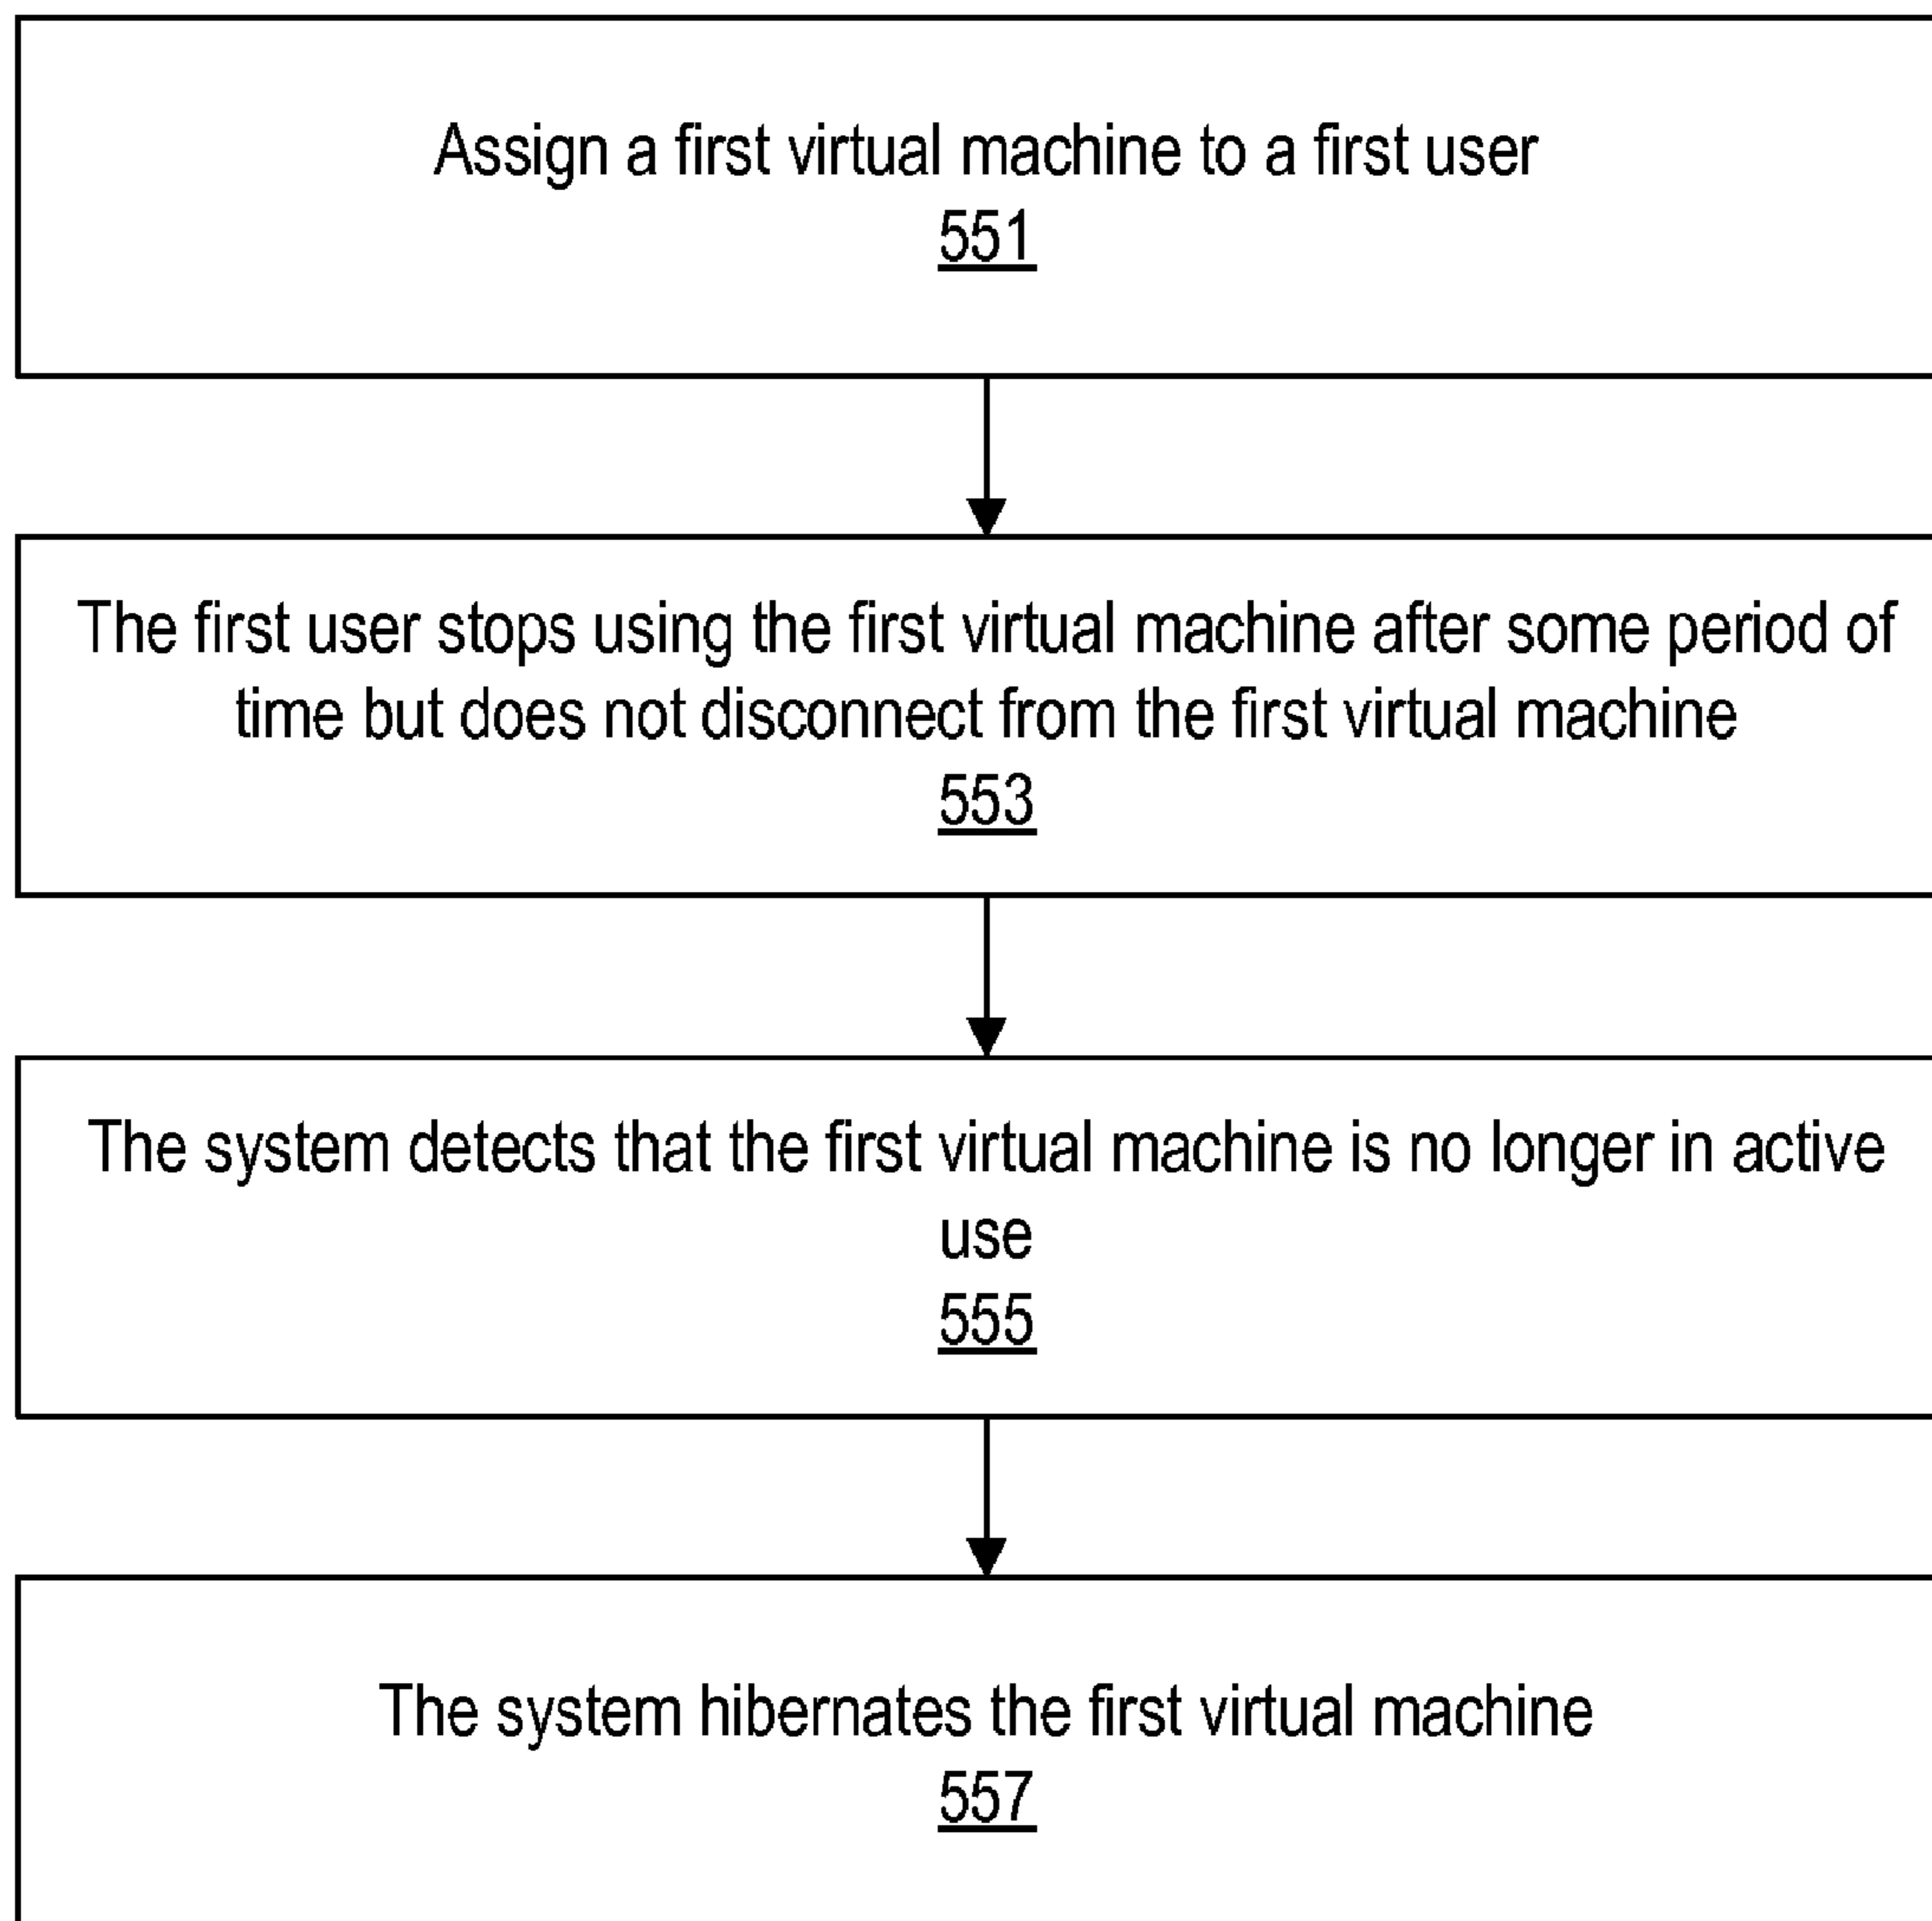 Assign a first virtual machine to a first user
551
The first user stops using the first virtual machine after some period of
time but does not disconnect from the first virtual machine
553
The system detects that the first virtual machine is no longer in active
use
555
The system hibernates the first virtual machine
557